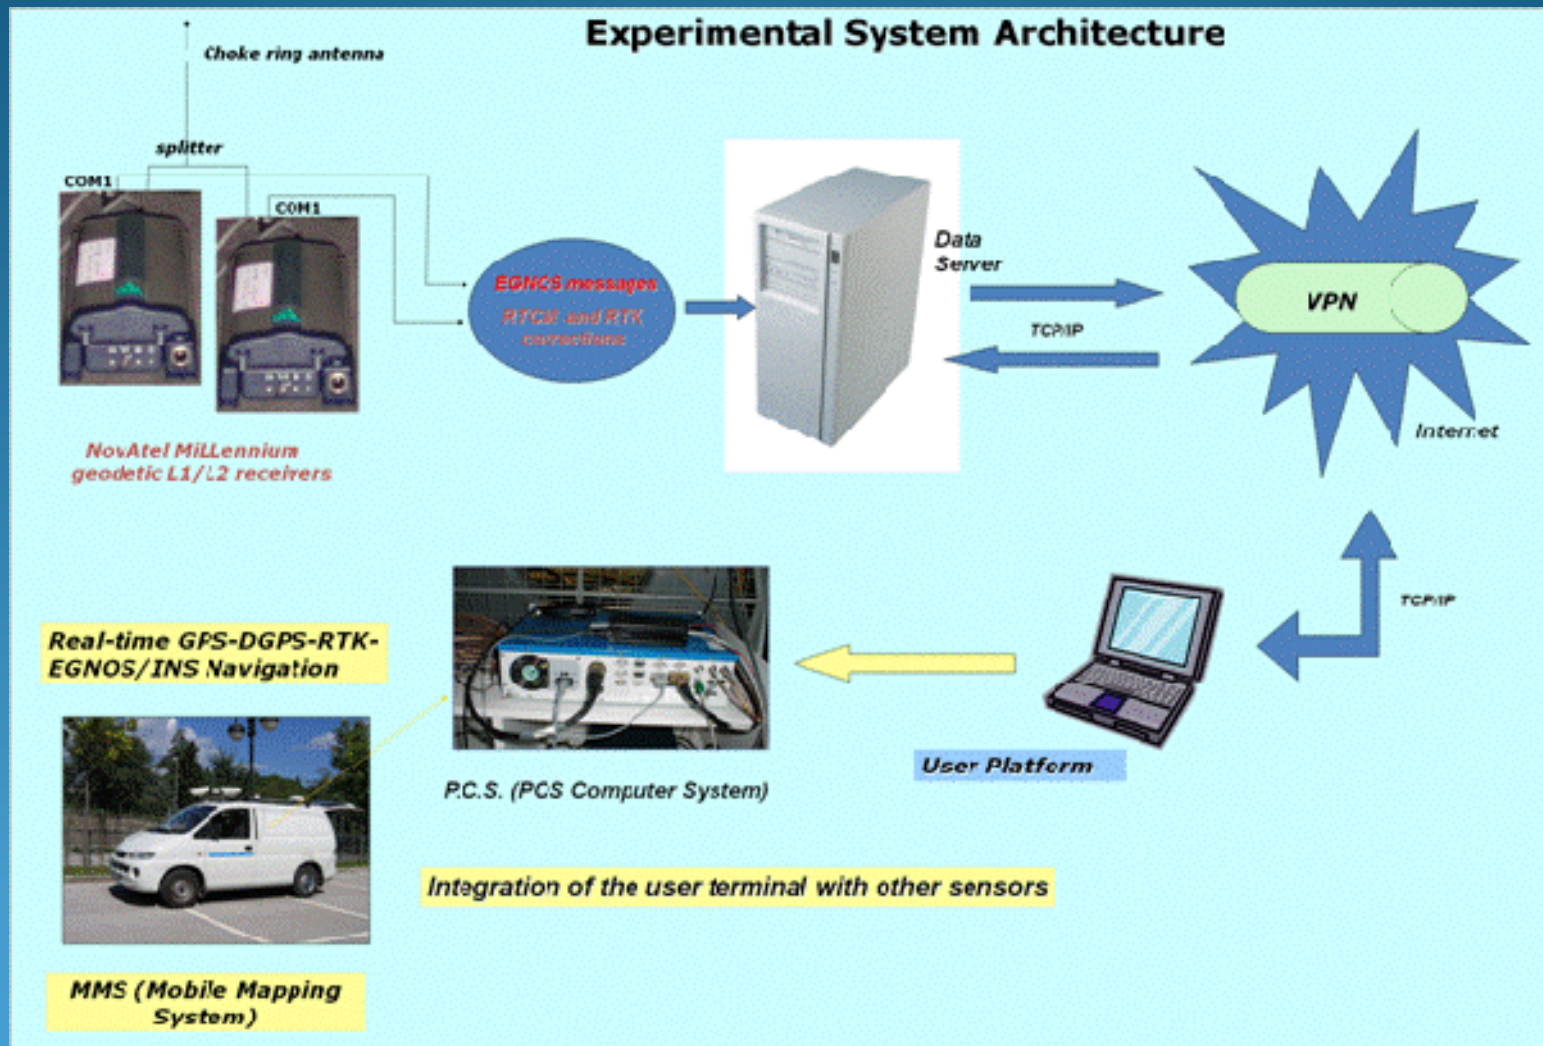 Experimental System Architecture
Choke ring antenna
splitter
COM1
COM1
EGNOS messages
RTCM and RTK
corrections
Data
Server
TCP/IP
VPN
Internet
NovAtel MiLLennium
geodetic L1/L2 receivers
TCP/IP
Real-time GPS-DGPS-RTK-
EGNOS/INS Navigation
User Platform
P.C.S. (POS Computer System)
Integration of the user terminal with other sensors
MMS (Mobile Mapping
System)